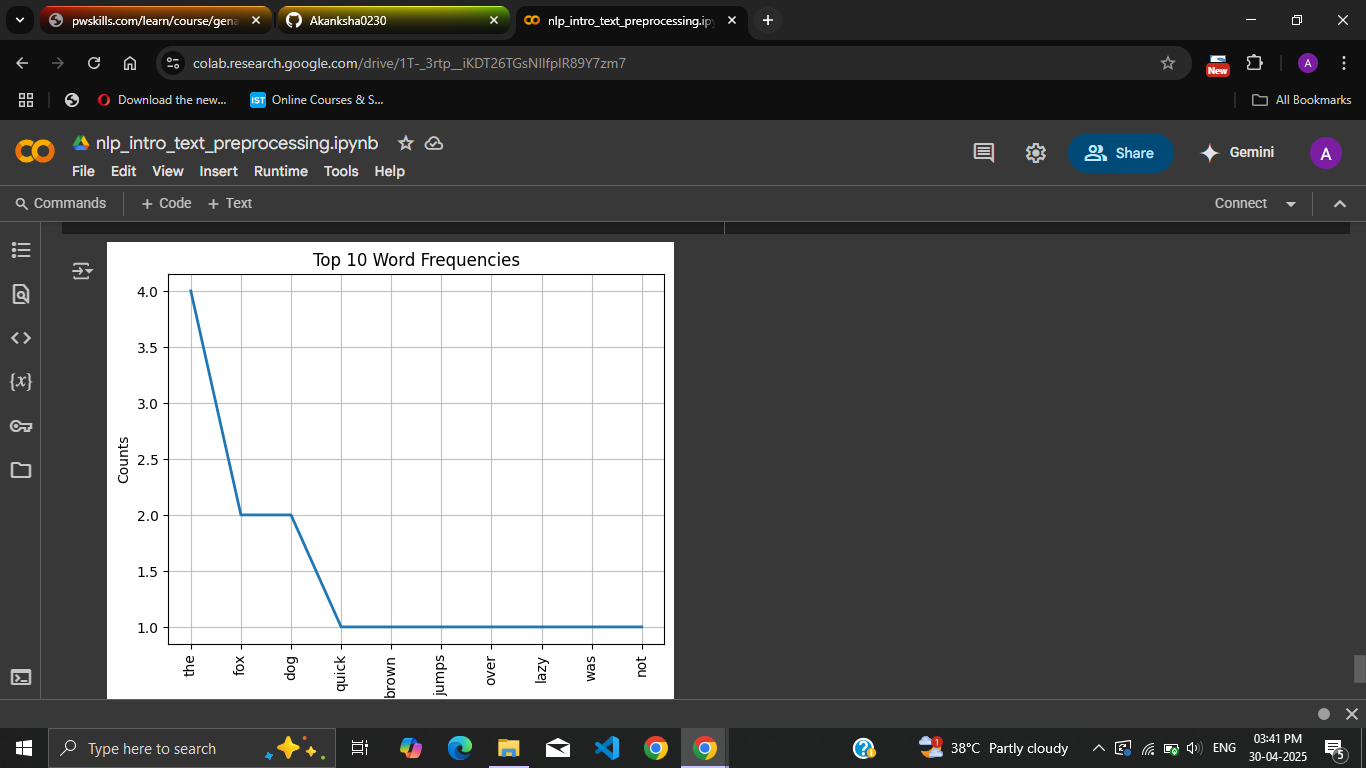 pwskills.com/learn/course/gena
Akanksha0230
nlp_intro_text_preprocessing.ip
colab.research.google.com/drive/1T-_3rtp__iKDT26TGsNIlfpIR89Y7zm7
New
A
Download the new...
IST
Online Courses & S...
All Bookmarks
nlp_intro_text_preprocessing.ipynb
Share
Gemini
A
File Edit View Insert Runtime Tools Help
Commands
+ Code + Text
Connect
{x}
Top 10 Word Frequencies
Counts
4.0
3.5
3.0
2.5
2.0
1.5
1.0
the fox dog quick brown jumps over lazy was not
Type here to search
1
38°C Partly cloudy
ENG
03:41 PM
30-04-2025
5